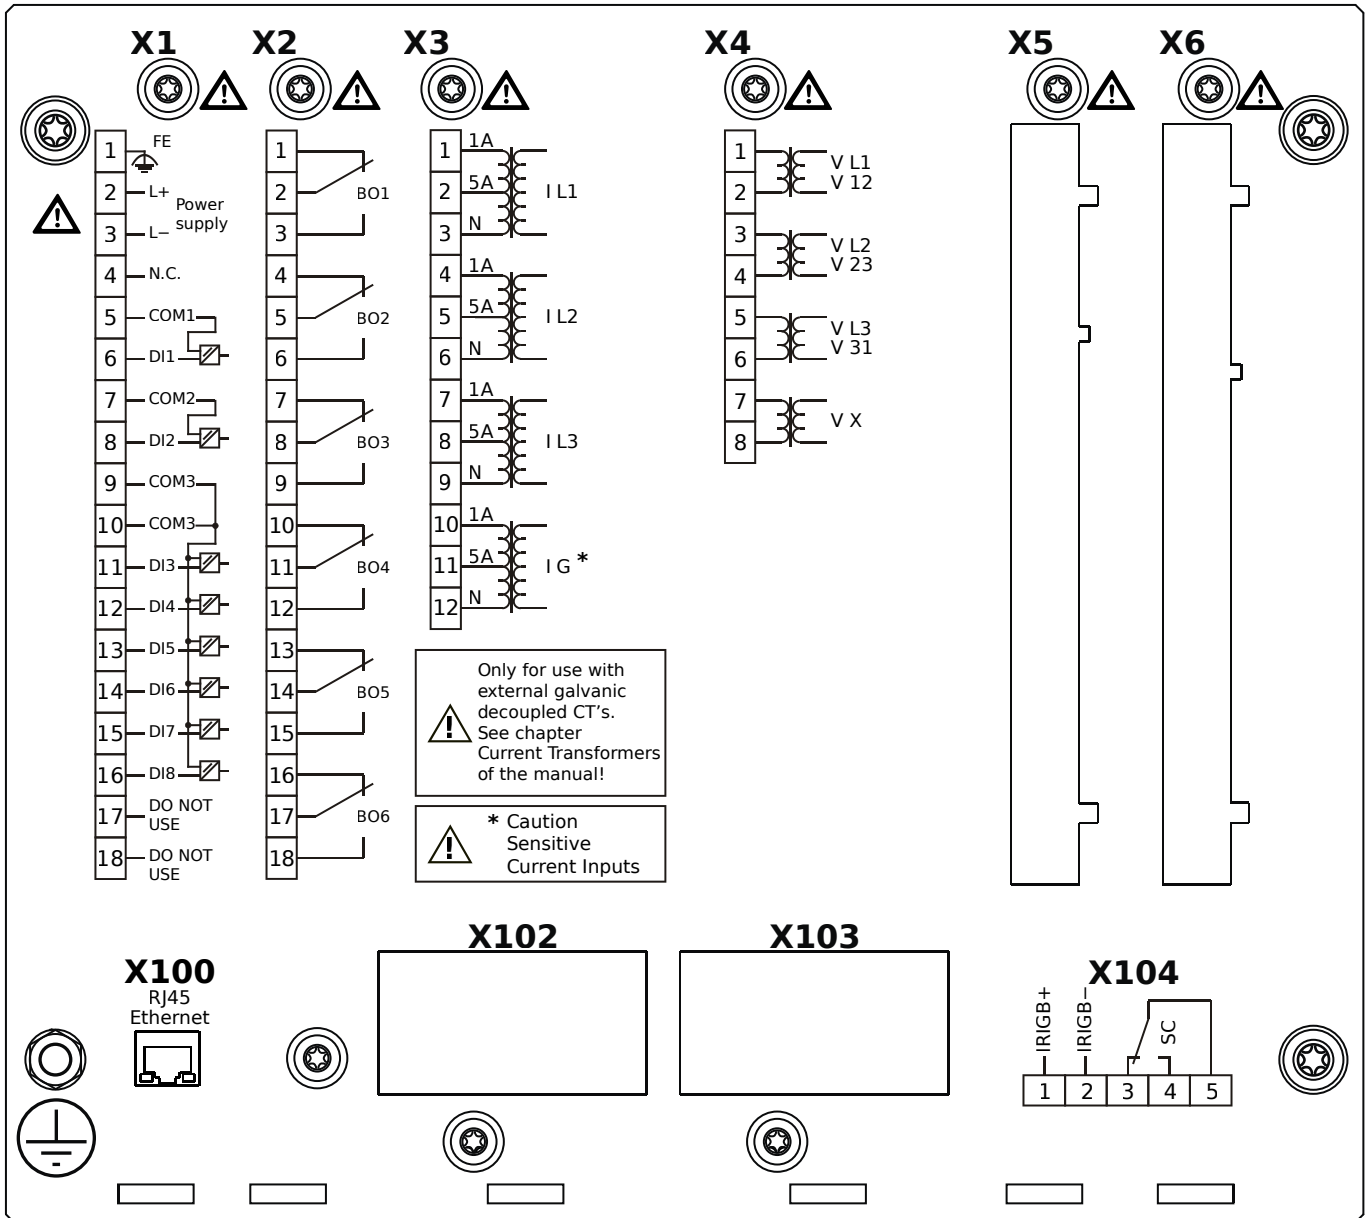 X1
X2
X3
X4
X5
X6
1 FE
2 L+ Power
3 L− supply
4 N.C.
5 COM1
6 DI1
7 COM2
8 DI2
9 COM3
10 COM3
11 DI3
12 DI4
13 DI5
14 DI6
15 DI7
16 DI8
17 DO NOT
USE
18 DO NOT
USE
1
2 BO1
3
4
5 BO2
6
7
8 BO3
9
10
11 BO4
12
13
14 BO5
15
16
17 BO6
18
1 1A
2 5A I L1
3 N
4 1A
5 5A I L2
6 N
7 1A
8 5A I L3
9 N
10 1A
11 5A I G *
12 N
Only for use with
external galvanic
decoupled CT's.
See chapter
Current Transformers
of the manual!
* Caution
Sensitive
Current Inputs
1 V L1
2 V 12
3 V L2
4 V 23
5 V L3
6 V 31
7 V X
8
X100
RJ45
Ethernet
X102
X103
X104
IRIGB+
IRIGB−
SC
1 2 3 4 5